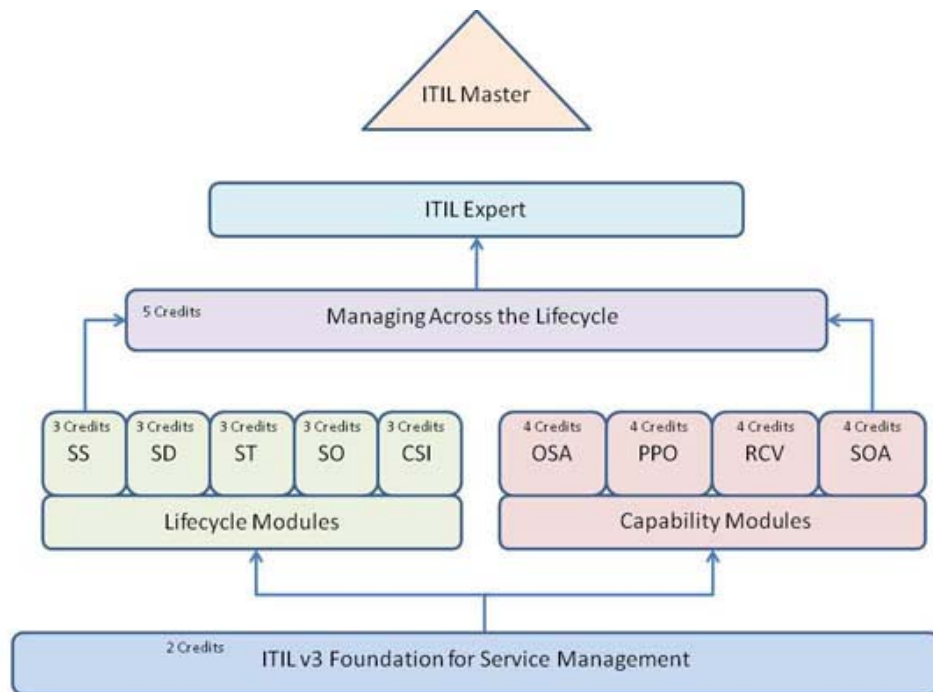 ITIL Master
ITIL Expert
5 Credits
Managing Across the Lifecycle
3 Credits
SS
3 Credits
SD
3 Credits
ST
3 Credits
SO
3 Credits
CSI
Lifecycle Modules
4 Credits
OSA
4 Credits
PPO
4 Credits
RCV
4 Credits
SOA
Capability Modules
2 Credits
ITIL v3 Foundation for Service Management